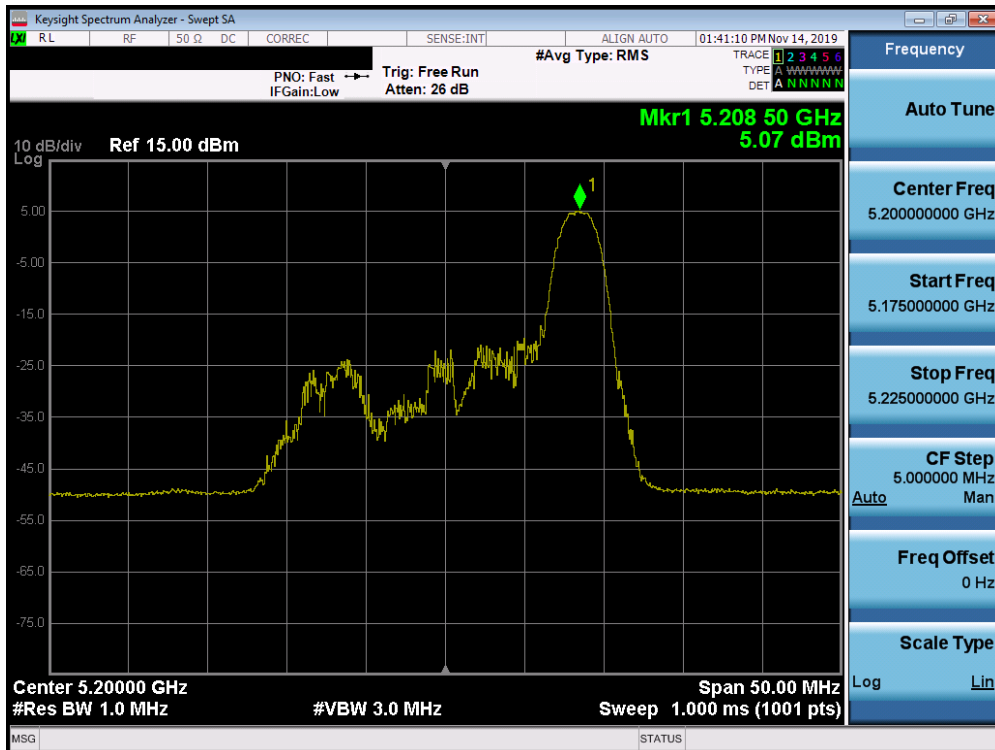 Keysight Spectrum Analyzer - Swept SA
LXI RL RF 50 Ω DC CORREC SENSE:INT ALIGN AUTO 01:41:10 PM Nov 14, 2019
Frequency
#Avg Type: RMS
TRACE 1 2 3 4 5 6
PNO: Fast
Trig: Free Run
TYPE A WWWWW
IFGain:Low
Atten: 26 dB
DET A N N N N N
Auto Tune
Mkr1 5.208 50 GHz
5.07 dBm
10 dB/div
Log
Ref 15.00 dBm
1
5.00
-5.00
-15.0
-25.0
-35.0
-45.0
-55.0
-65.0
-75.0
Center Freq
5.200000000 GHz
Start Freq
5.175000000 GHz
Stop Freq
5.225000000 GHz
CF Step
5.000000 MHz
Auto Man
Freq Offset
0 Hz
Scale Type
Log Lin
Center 5.20000 GHz
Span 50.00 MHz
#Res BW 1.0 MHz
#VBW 3.0 MHz
Sweep 1.000 ms (1001 pts)
MSG
STATUS